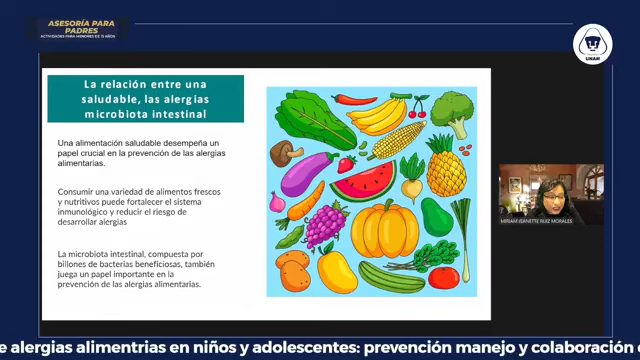 ASESORÍA PARA
PADRES
ACTIVIDADES PARA MENORES DE 15 AÑOS
UNAM
La relación entre una
saludable, las alergias
microbiota intestinal
Una alimentación saludable desempeña un
papel crucial en la prevención de las alergias
alimentarias.
Consumir una variedad de alimentos frescos
y nutritivos puede fortalecer el sistema
inmunológico y reducir el riesgo de
desarrollar alergias
La microbiota intestinal, compuesta por
billones de bacterias beneficiosas, también
juega un papel importante en la
prevención de las alergias alimentarias.
MIRIAM JEANETTE RUIZ MORALES
e alergias alimentrias en niños y adolescentes: prevención manejo y colaboración